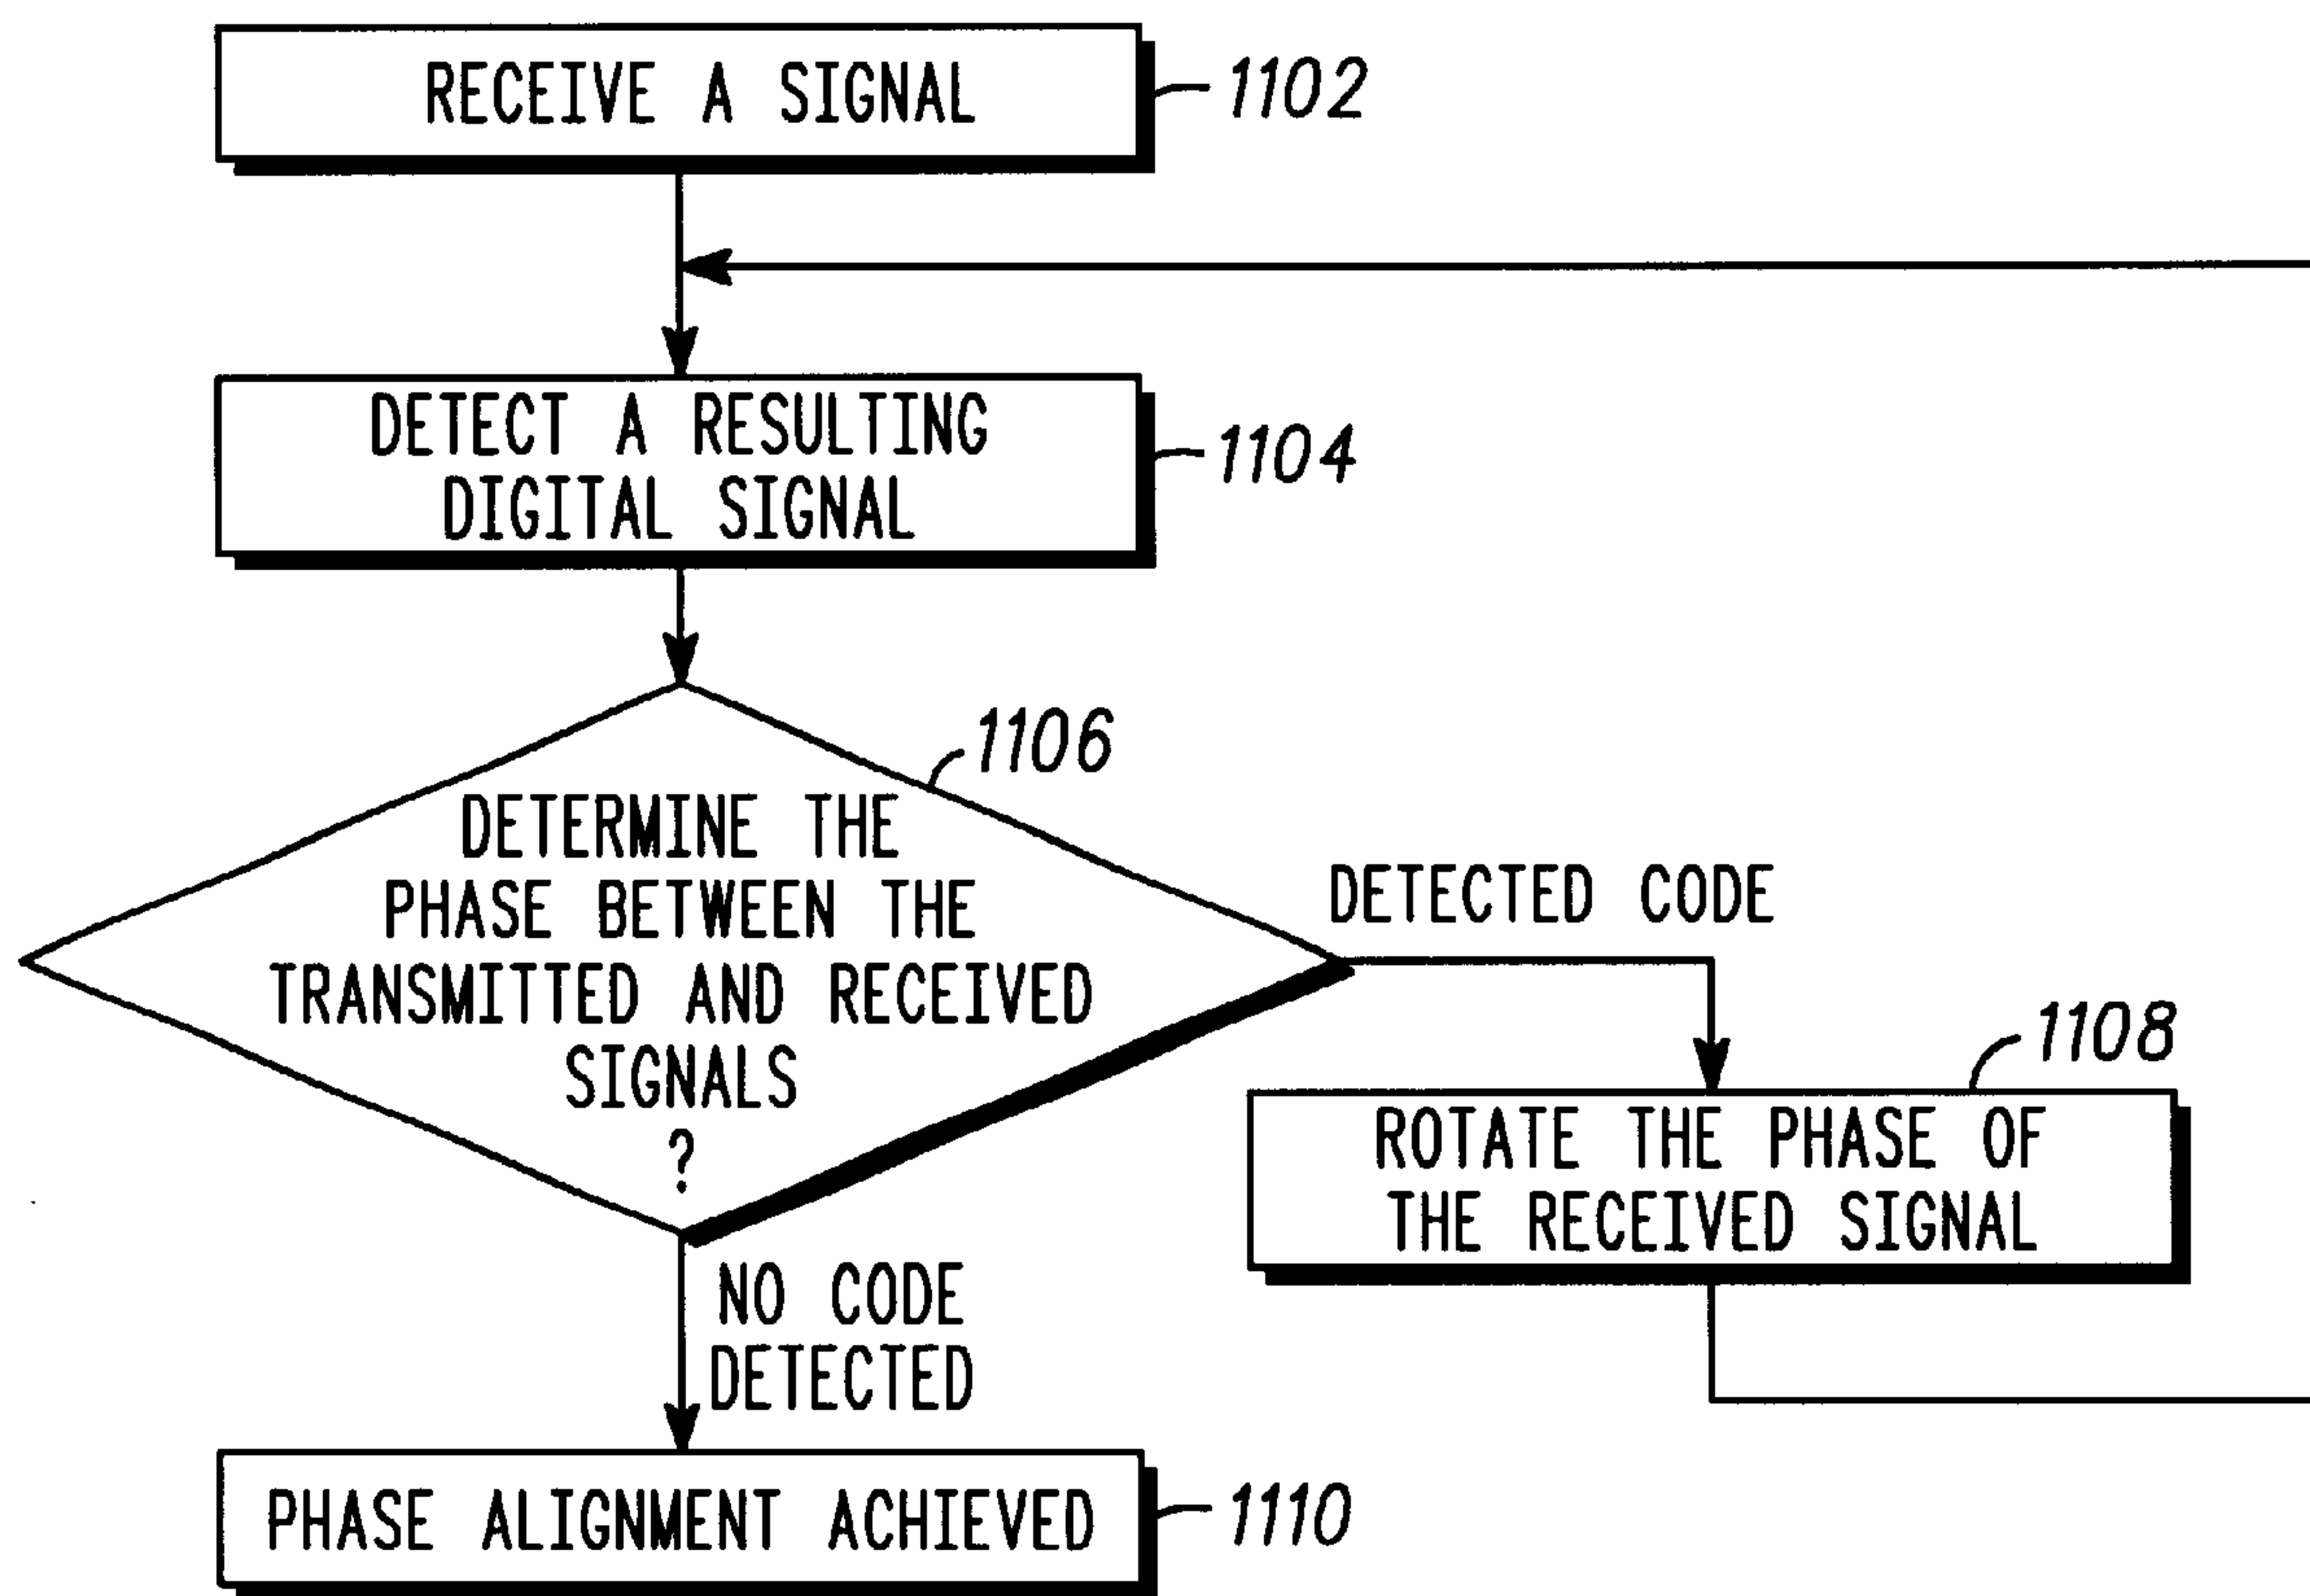 RECEIVE A SIGNAL
1102
DETECT A RESULTING
DIGITAL SIGNAL
1104
1106
DETERMINE THE
PHASE BETWEEN THE
TRANSMITTED AND RECEIVED
SIGNALS
?
DETECTED CODE
1108
ROTATE THE PHASE OF
THE RECEIVED SIGNAL
NO CODE
DETECTED
PHASE ALIGNMENT ACHIEVED
1110